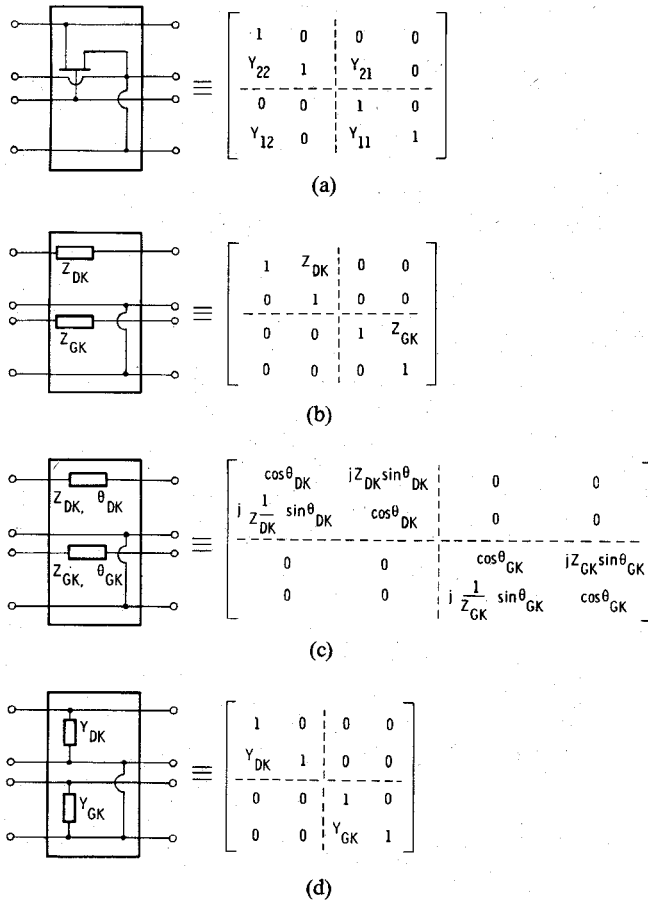 1 0 0 0
Y22 1 Y21 0
≡
0 0 1 0
Y12 0 Y11 1
(a)
ZDK
ZGK
≡
1 ZDK 0 0
0 1 0 0
0 0 1 ZGK
0 0 0 1
(b)
ZDK, θDK
ZGK, θGK
≡
cosθDK jZDKsinθDK 0 0
j 1/ZDK sinθDK cosθDK 0 0
0 0 cosθGK jZGKsinθGK
0 0 j 1/ZGK sinθGK cosθGK
(c)
YDK
YGK
≡
1 0 0 0
YDK 1 0 0
0 0 1 0
0 0 YGK 1
(d)